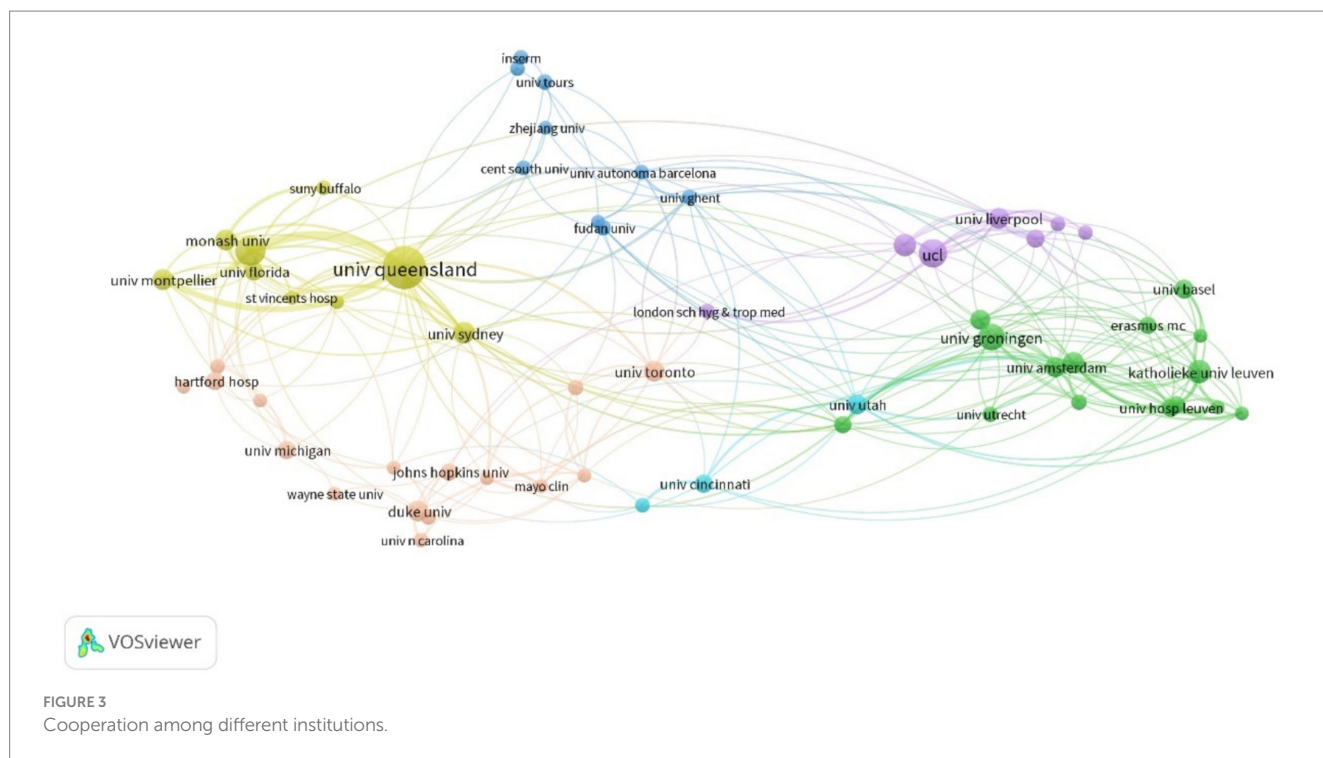 inserm
univ tours
zhejiang univ
cent south univ
univ autonoma barcelona
suny buffalo
univ ghent
univ liverpool
fudan univ
monash univ
ucl
univ queensland
univ florida
univ montpellier
univ basel
st vincents hosp
london sch hyg & trop med
erasmus mc
univ sydney
univ groningen
univ toronto
univ amsterdam
katholieke univ leuven
hartford hosp
univ utah
univ hosp leuven
univ utrecht
univ michigan
johns hopkins univ
univ cincinnati
mayo clin
wayne state univ
duke univ
univ n carolina
VOSviewer
FIGURE 3
Cooperation among different institutions.